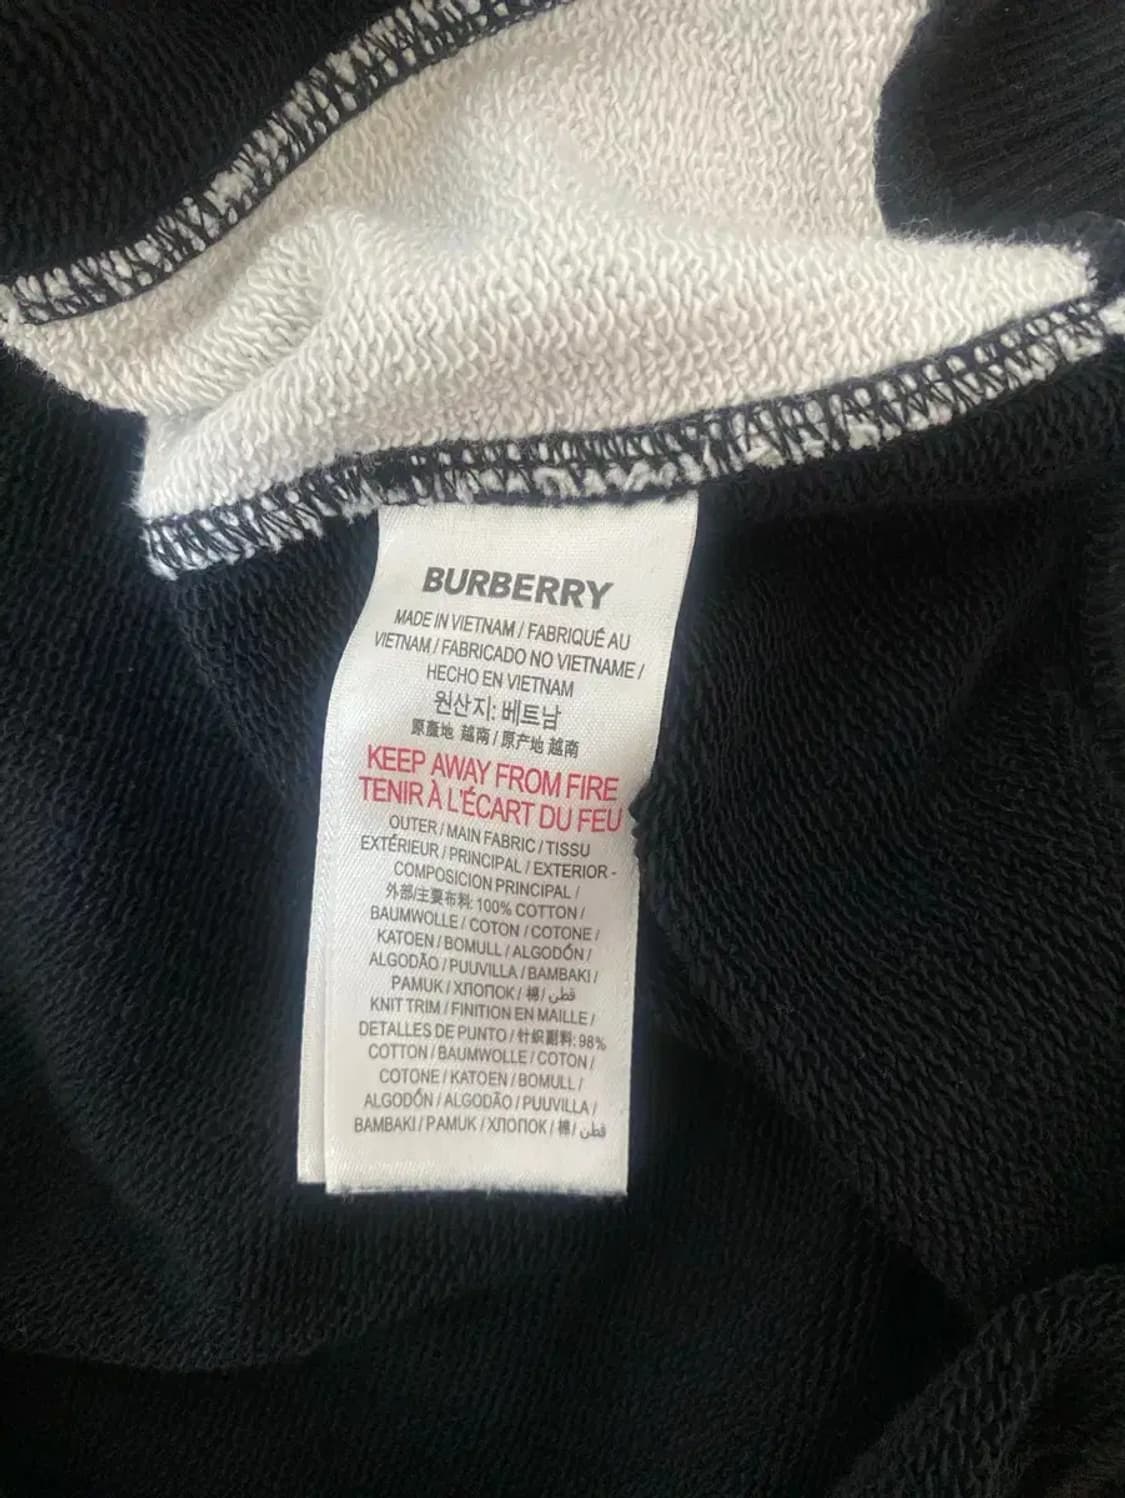 BURBERRY
MADE IN VIETNAM / FABRIQUÉ AU
VIETNAM / FABRICADO NO VIETNAME /
HECHO EN VIETNAM
원산지: 베트남
原產地 越南 / 原产地 越南
KEEP AWAY FROM FIRE
TENIR À L'ÉCART DU FEU
OUTER / MAIN FABRIC / TISSU
EXTÉRIEUR / PRINCIPAL / EXTERIOR -
COMPOSICIÓN PRINCIPAL /
外部/主要布料: 100% COTTON /
BAUMWOLLE / COTON / COTONE /
KATOEN / BOMULL / ALGODÓN /
ALGODÃO / PUUVILLA / BAMBAKI /
PAMUK / ХЛОПОК / 棉 / قطن
KNIT TRIM / FINITION EN MAILLE /
DETALLES DE PUNTO / 针织副料: 98%
COTTON / BAUMWOLLE / COTON /
COTONE / KATOEN / BOMULL /
ALGODÓN / ALGODÃO / PUUVILLA /
BAMBAKI / PAMUK / ХЛОПОК / 棉 / قطن